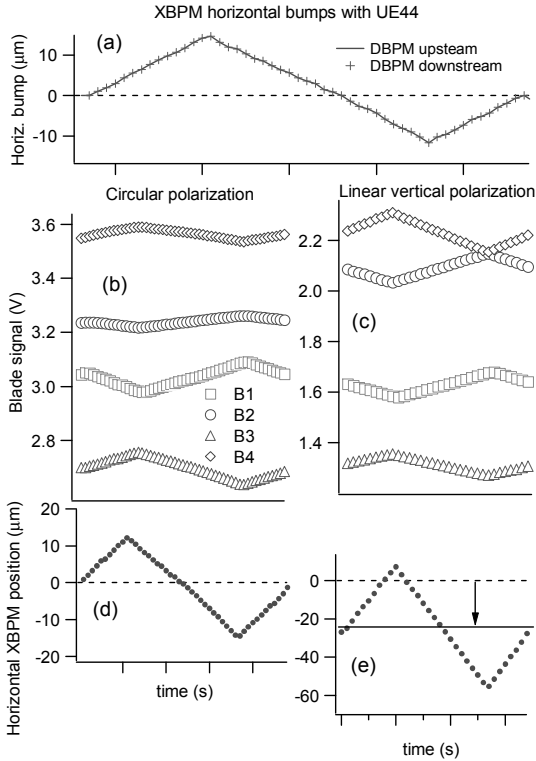 XBPM horizontal bumps with UE44
(a)
DBPM upsteam
DBPM downstream
Horiz. bump (μm)
10
0
-10
Circular polarization
Linear vertical polarization
Blade signal (V)
3.6
3.4
3.2
3.0
2.8
(b)
B1
B2
B3
B4
2.2
2.0
1.8
1.6
1.4
(c)
Horizontal XBPM position (μm)
20
10
0
-10
-20
(d)
time (s)
0
-20
-40
-60
(e)
time (s)